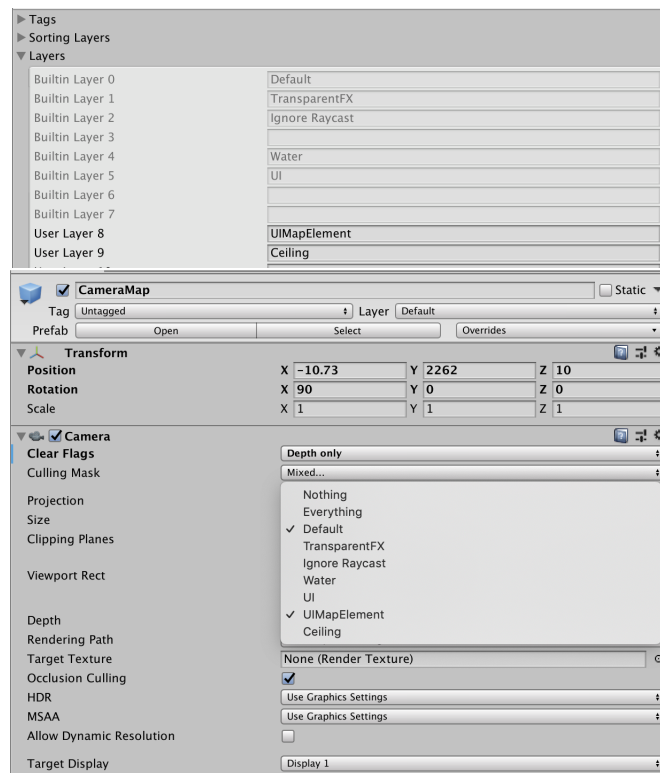 Tags
Sorting Layers
Layers
Builtin Layer 0 Default
Builtin Layer 1 TransparentFX
Builtin Layer 2 Ignore Raycast
Builtin Layer 3
Builtin Layer 4 Water
Builtin Layer 5 UI
Builtin Layer 6
Builtin Layer 7
User Layer 8 UIMapElement
User Layer 9 Ceiling
CameraMap Static
Tag Untagged Layer Default
Prefab Open Select Overrides
Transform
Position X -10.73 Y 2262 Z 10
Rotation X 90 Y 0 Z 0
Scale X 1 Y 1 Z 1
Camera
Clear Flags Depth only
Culling Mask Mixed...
Nothing
Projection
Everything
Size
Default
Clipping Planes
TransparentFX
Ignore Raycast
Viewport Rect
Water
UI
Depth
UIMapElement
Rendering Path
Ceiling
Target Texture None (Render Texture)
Occlusion Culling
HDR Use Graphics Settings
MSAA Use Graphics Settings
Allow Dynamic Resolution
Target Display Display 1